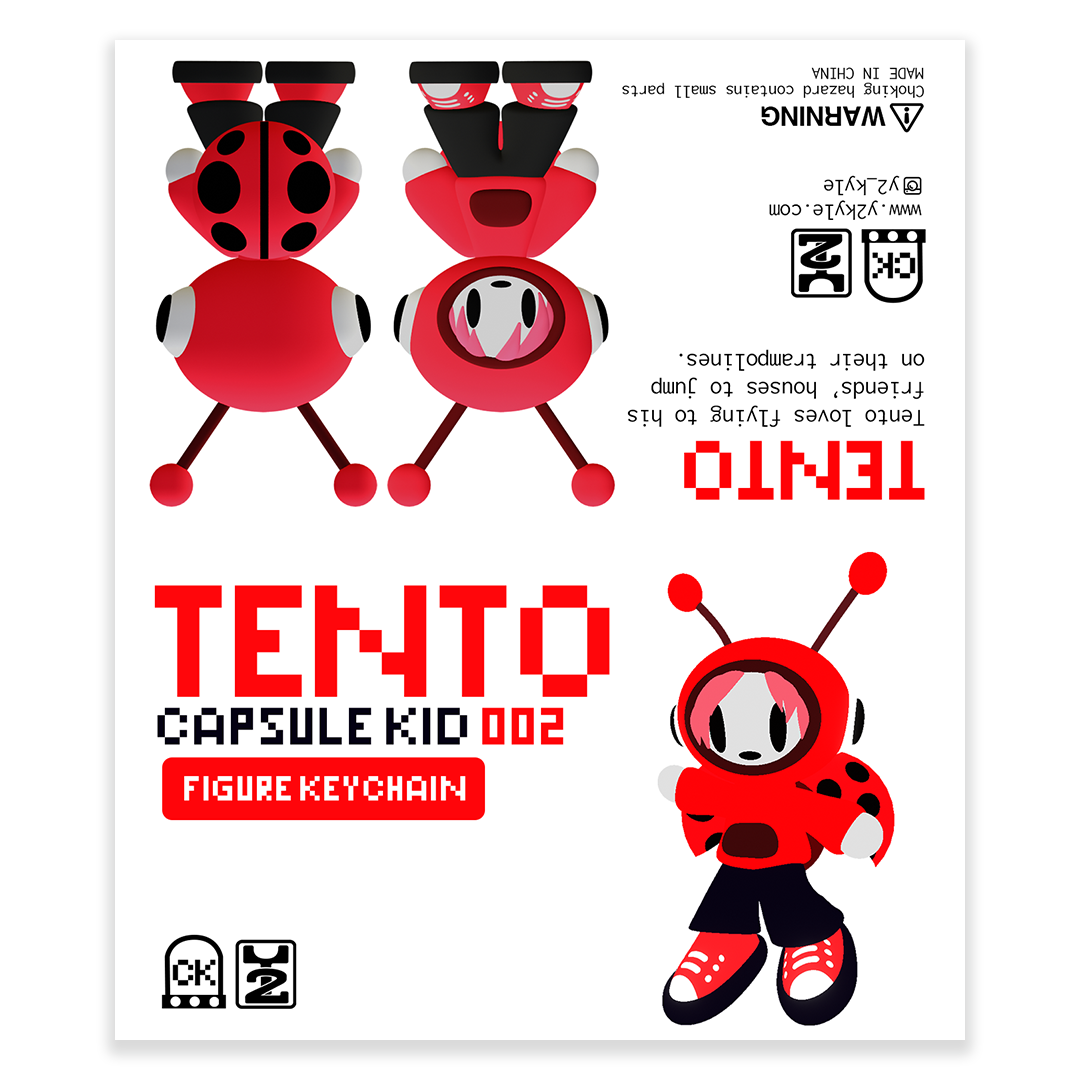 TENTO
CAPSULE KID 002
FIGURE KEYCHAIN
CK
Y2
TENTO
Tento loves flying to his
friends’ houses to jump
on their trampolines.
CK
Y2
www.y2kyle.com
@y2_kyle
WARNING
Choking hazard contains small parts
MADE IN CHINA